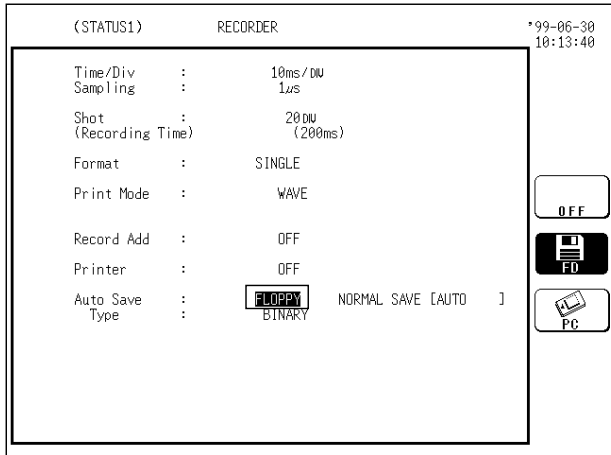 (STATUS1) RECORDER '99-06-30
10:13:40
Time/Div : 10ms/DIV
Sampling : 1µs
Shot : 20DIV
(Recording Time) (200ms)
Format : SINGLE
Print Mode : WAVE
Record Add : OFF
Printer : OFF
Auto Save : FLOPPY NORMAL SAVE [AUTO ]
Type : BINARY
OFF
FD
PC